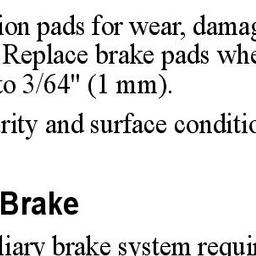 ion pads for wear, damag
Replace brake pads whe
to 3/64" (1 mm).
rity and surface conditio
Brake
liary brake system requir